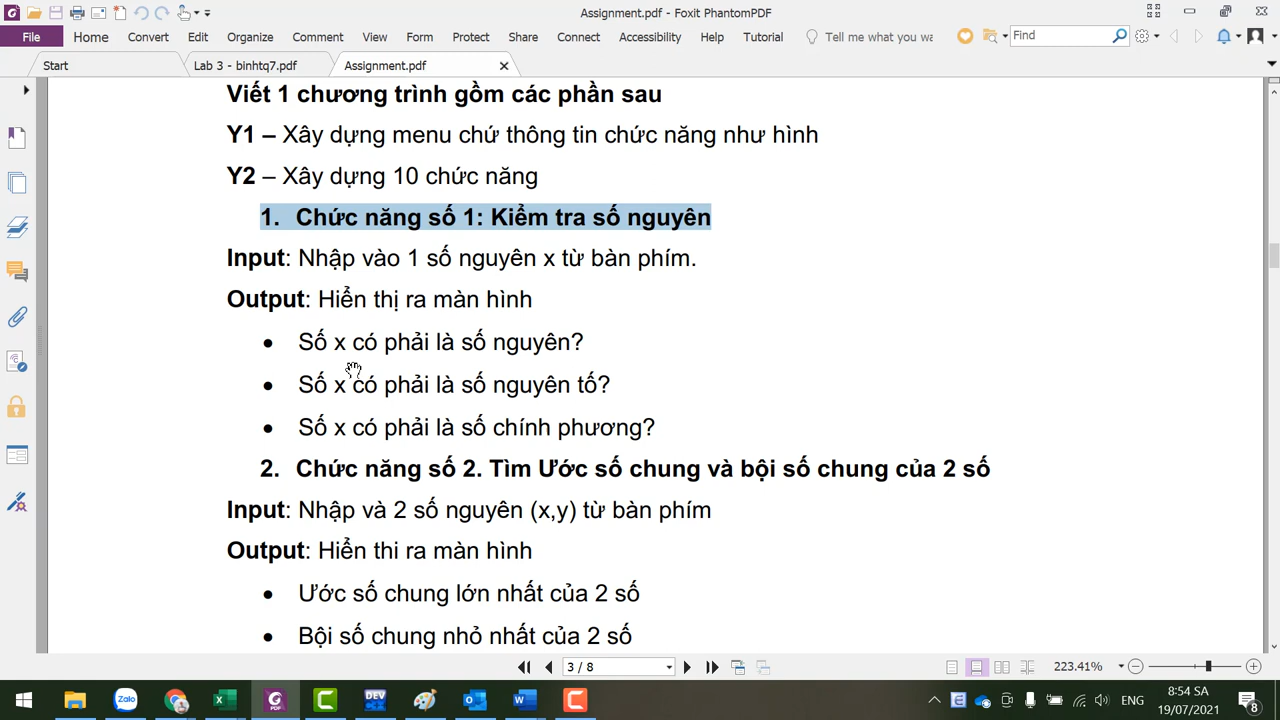 Assignment.pdf - Foxit PhantomPDF
File Home Convert Edit Organize Comment View Form Protect Share Connect Accessibility Help Tutorial Tell me what you wa Find
Start Lab 3 - binhtq7.pdf Assignment.pdf
Viết 1 chương trình gồm các phần sau
Y1 – Xây dựng menu chứ thông tin chức năng như hình
Y2 – Xây dựng 10 chức năng
1. Chức năng số 1: Kiểm tra số nguyên
Input: Nhập vào 1 số nguyên x từ bàn phím.
Output: Hiển thị ra màn hình
• Số x có phải là số nguyên?
• Số x có phải là số nguyên tố?
• Số x có phải là số chính phương?
2. Chức năng số 2. Tìm Ước số chung và bội số chung của 2 số
Input: Nhập và 2 số nguyên (x,y) từ bàn phím
Output: Hiển thi ra màn hình
• Ước số chung lớn nhất của 2 số
• Bội số chung nhỏ nhất của 2 số
3 / 8 223.41%
Zalo DEV ENG 8:54 SA
19/07/2021 8